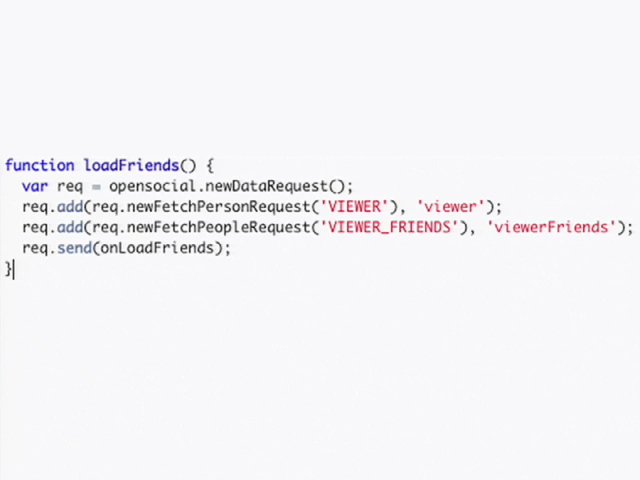 function loadFriends() {
  var req = opensocial.newDataRequest();
  req.add(req.newFetchPersonRequest('VIEWER'), 'viewer');
  req.add(req.newFetchPeopleRequest('VIEWER_FRIENDS'), 'viewerFriends');
  req.send(onLoadFriends);
}